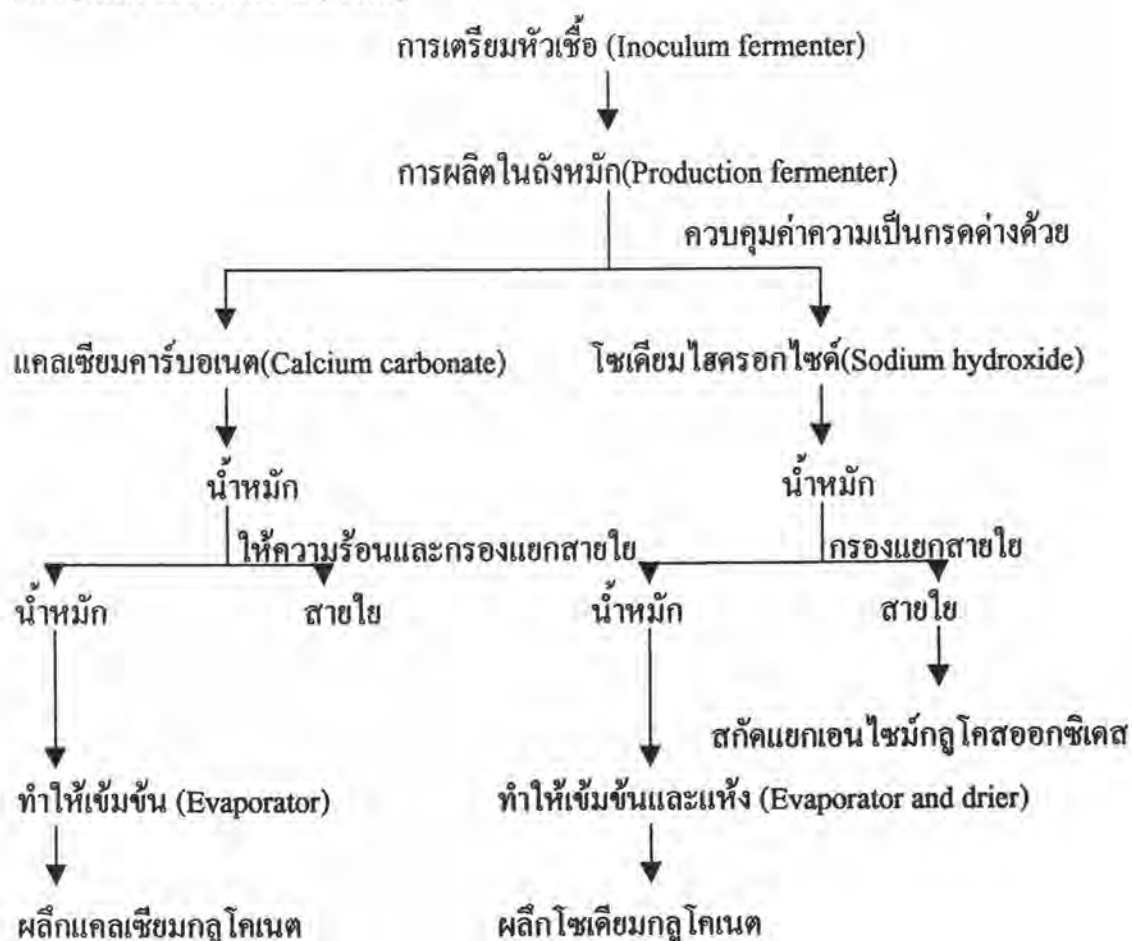 การเตรียมหัวเชื้อ (Inoculum fermenter)
การผลิตในถังหมัก(Production fermenter)
ควบคุมค่าความเป็นกรดค่างด้วย
แคลเซียมคาร์บอเนต(Calcium carbonate) โซเดียมไฮดรอกไซด์(Sodium hydroxide)
น้ำหมัก น้ำหมัก
ให้ความร้อนและกรองแยกสายใย กรองแยกสายใย
น้ำหมัก สายใย น้ำหมัก สายใย
สกัดแยกเอนไซม์กลูโคสออกซิเดส
ทำให้เข้มข้น (Evaporator) ทำให้เข้มข้นและแห้ง (Evaporator and drier)
ผลึกแคลเซียมกลูโคเนต ผลึกโซเดียมกลูโคเนต